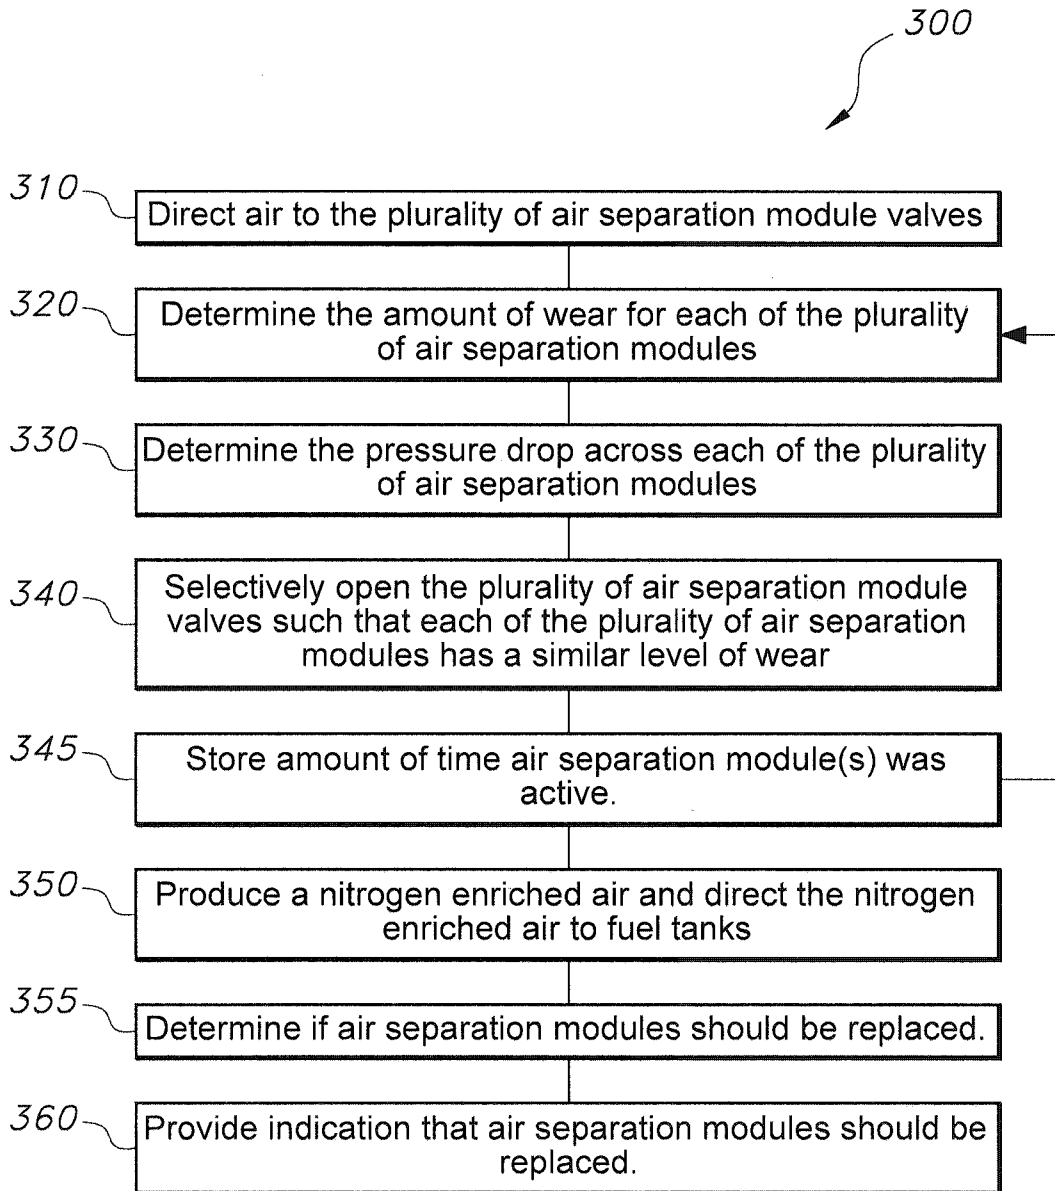 300
310
Direct air to the plurality of air separation module valves
320
Determine the amount of wear for each of the plurality
of air separation modules
330
Determine the pressure drop across each of the plurality
of air separation modules
340
Selectively open the plurality of air separation module
valves such that each of the plurality of air separation
modules has a similar level of wear
345
Store amount of time air separation module(s) was
active.
350
Produce a nitrogen enriched air and direct the nitrogen
enriched air to fuel tanks
355
Determine if air separation modules should be replaced.
360
Provide indication that air separation modules should be
replaced.